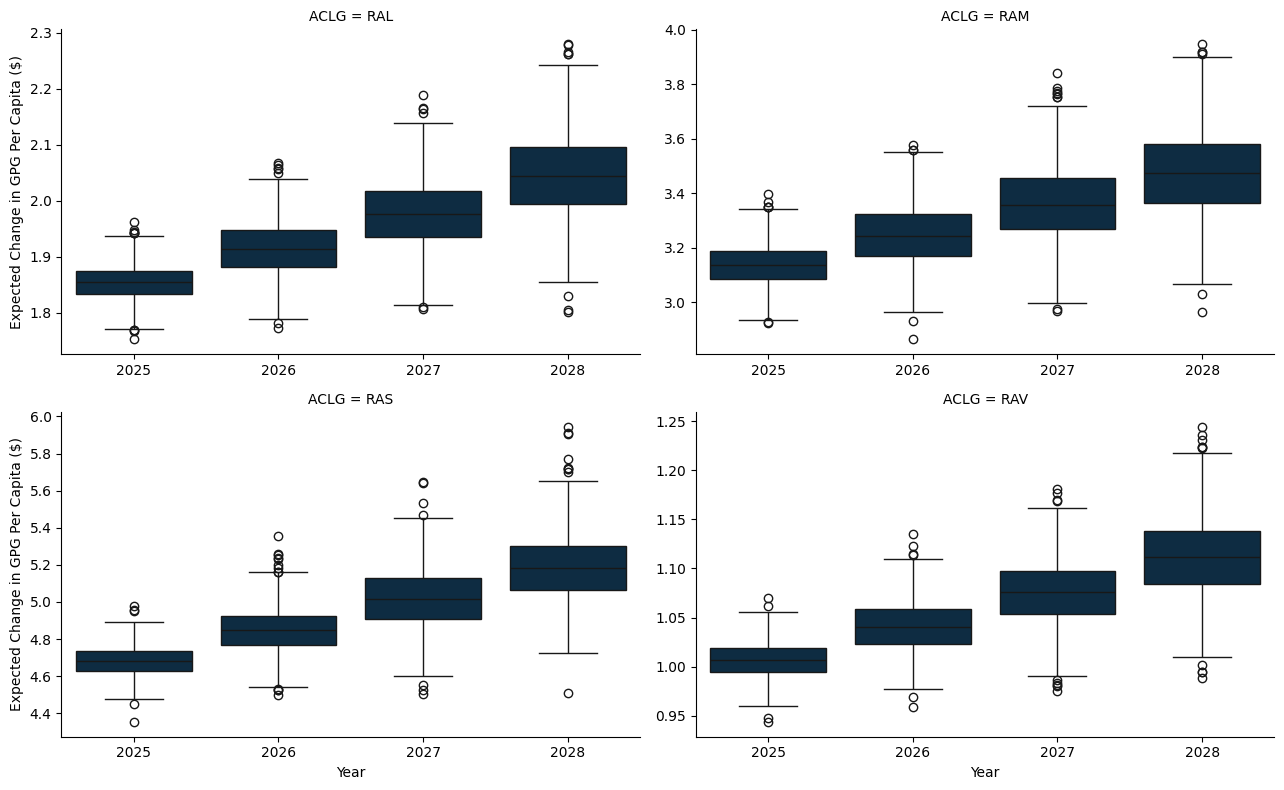 ACLG = RAL
Expected Change in GPG Per Capita ($)
2.3
2.2
2.1
2.0
1.9
1.8
2025 2026 2027 2028
ACLG = RAM
4.0
3.8
3.6
3.4
3.2
3.0
2025 2026 2027 2028
ACLG = RAS
Expected Change in GPG Per Capita ($)
6.0
5.8
5.6
5.4
5.2
5.0
4.8
4.6
4.4
2025 2026 2027 2028
Year
ACLG = RAV
1.25
1.20
1.15
1.10
1.05
1.00
0.95
2025 2026 2027 2028
Year